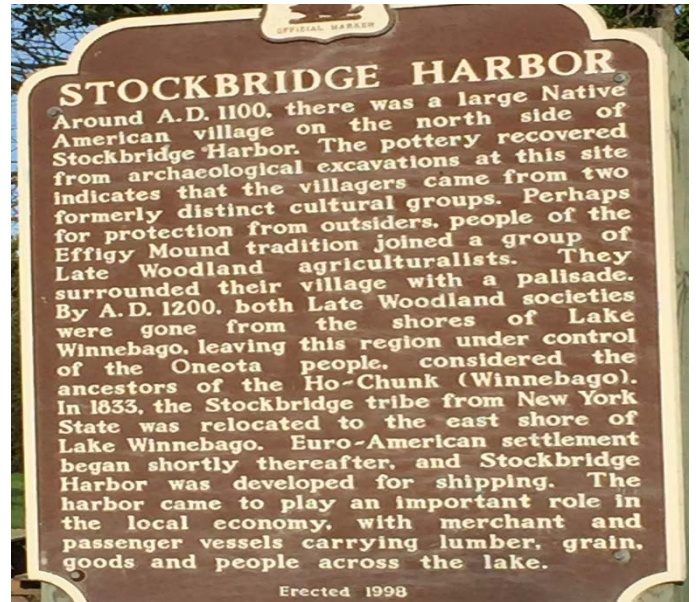 OFFICIAL MARKER
STOCKBRIDGE HARBOR
Around A.D. 1100, there was a large Native
American village on the north side of
Stockbridge Harbor. The pottery recovered
from archaeological excavations at this site
indicates that the villagers came from two
formerly distinct cultural groups. Perhaps
for protection from outsiders, people of the
Effigy Mound tradition joined a group of
Late Woodland agriculturalists. They
surrounded their village with a palisade.
By A.D. 1200, both Late Woodland societies
were gone from the shores of Lake
Winnebago, leaving this region under control
of the Oneota people, considered the
ancestors of the Ho-Chunk (Winnebago).
In 1833, the Stockbridge tribe from New York
State was relocated to the east shore of
Lake Winnebago. Euro-American settlement
began shortly thereafter, and Stockbridge
Harbor was developed for shipping. The
harbor came to play an important role in
the local economy, with merchant and
passenger vessels carrying lumber, grain,
goods and people across the lake.
Erected 1998